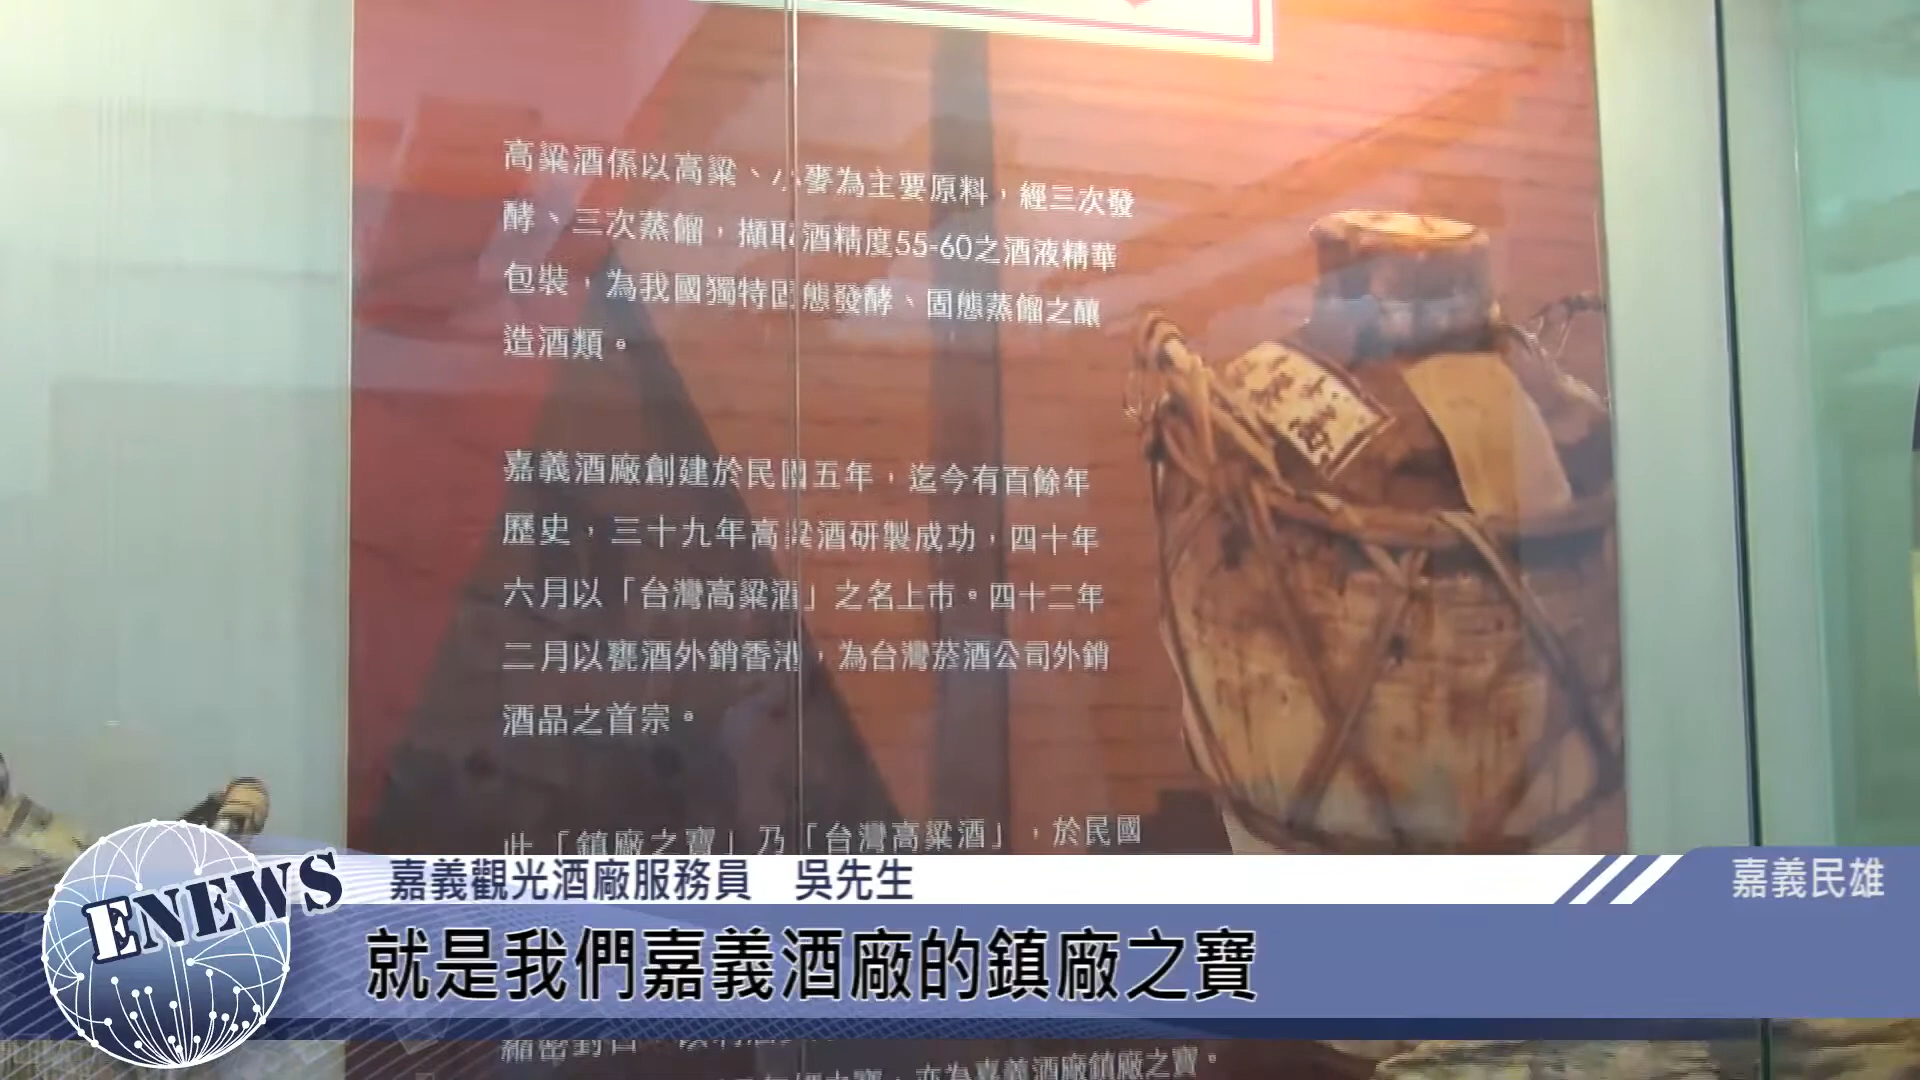 高粱酒係以高粱、小麥為主要原料，經三次發
酵、三次蒸餾，擷取酒精度55-60之酒液精華
包裝，為我國獨特固態發酵、固態蒸餾之釀
造酒類。
嘉義酒廠創建於民國五年，迄今有百餘年
歷史，三十九年高粱酒研製成功，四十年
六月以「台灣高粱酒」之名上市。四十二年
二月以甕酒外銷香港，為台灣菸酒公司外銷
酒品之首宗。
此「鎮廠之寶」乃「台灣高粱酒」，於民國
ENEWS
嘉義觀光酒廠服務員 吳先生
嘉義民雄
就是我們嘉義酒廠的鎮廠之寶
亦為嘉義酒廠鎮廠之寶。